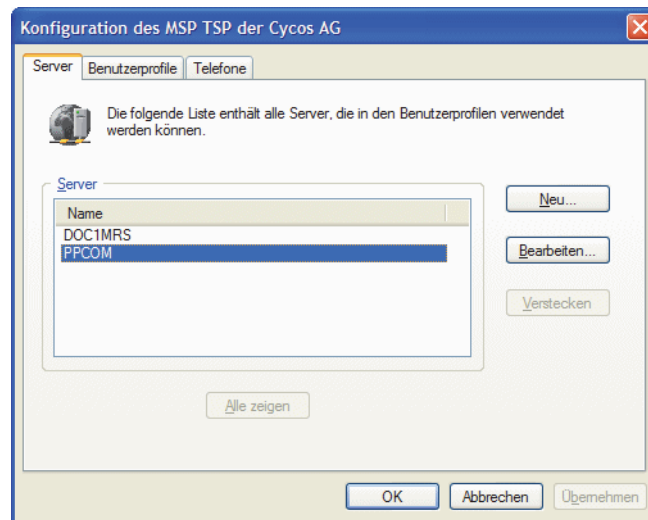 Konfiguration des MSP TSP der Cycos AG
Server Benutzerprofile Telefone
Die folgende Liste enthält alle Server, die in den Benutzerprofilen verwendet
werden können.
Server
Name
DOC1MRS
PPCOM
Neu...
Bearbeiten...
Verstecken
Alle zeigen
OK Abbrechen Übernehmen